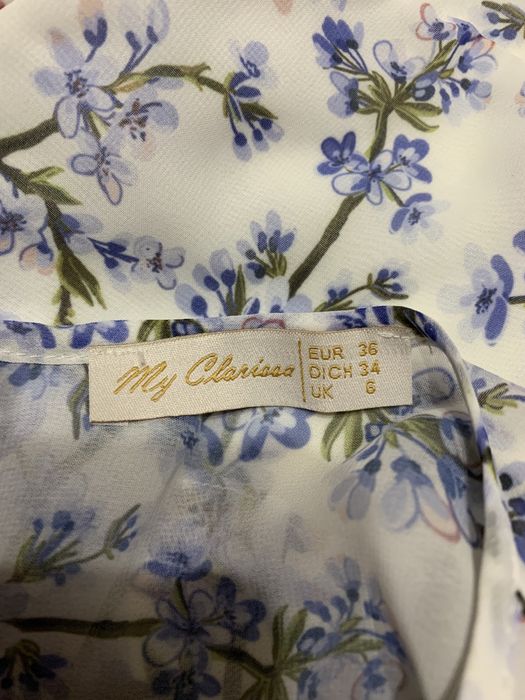 My Clarissa
EUR 36
D|CH 34
UK 6